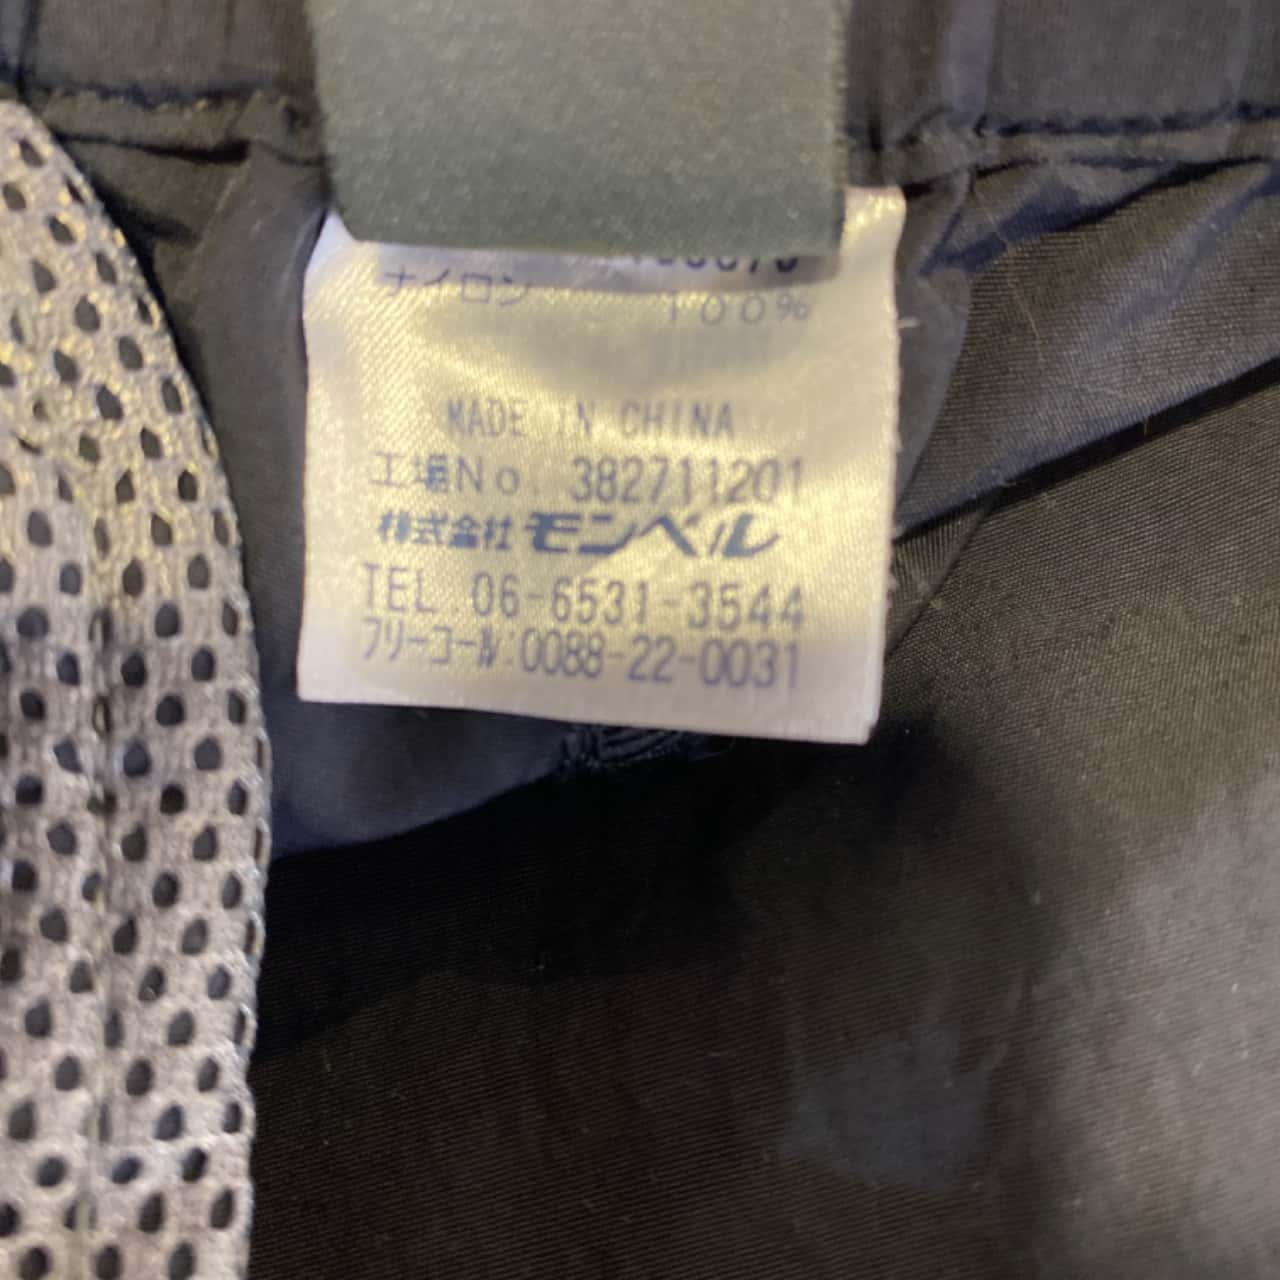 ナイロン 100%
MADE IN CHINA
工場No. 382711201
株式会社 モンベル
TEL 06-6531-3544
フリーコール:0088-22-0031